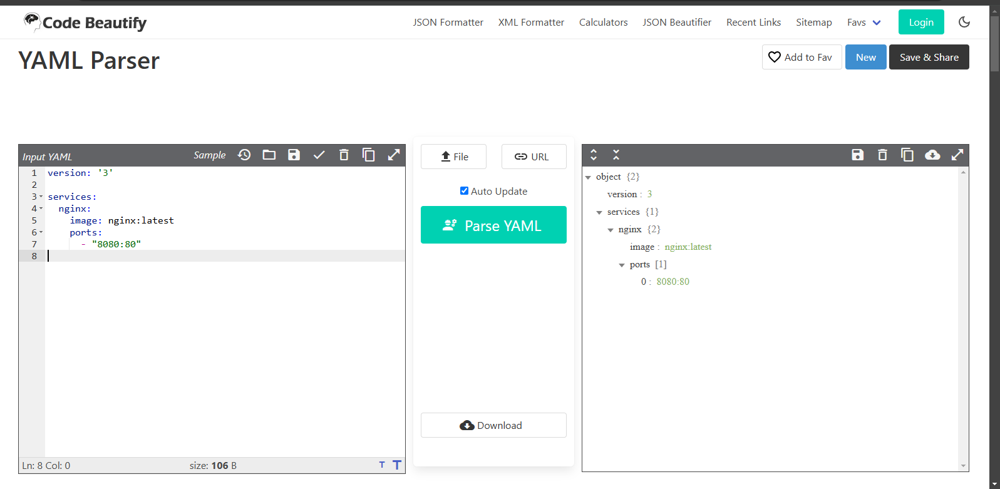 Code Beautify
JSON Formatter XML Formatter Calculators JSON Beautifier Recent Links Sitemap Favs Login
YAML Parser
Add to Fav New Save & Share
Input YAML Sample
1 version: '3'
2
3 services:
4 nginx:
5 image: nginx:latest
6 ports:
7 - "8080:80"
8
Ln: 8 Col: 0 size: 106 B T T
File URL
Auto Update
Parse YAML
Download
object {2}
version : 3
services {1}
nginx {2}
image : nginx:latest
ports [1]
0 : 8080:80